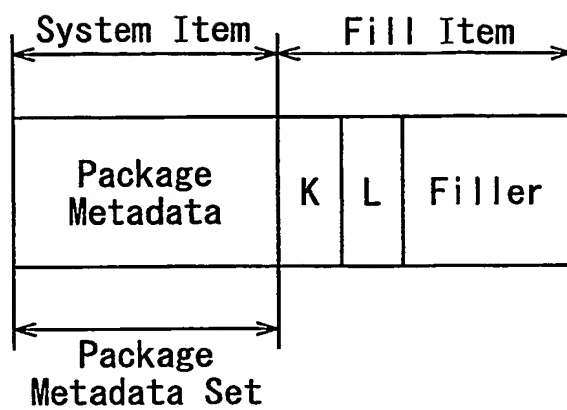 System Item
Fill Item
Package
Metadata
K
L
Filler
Package
Metadata Set